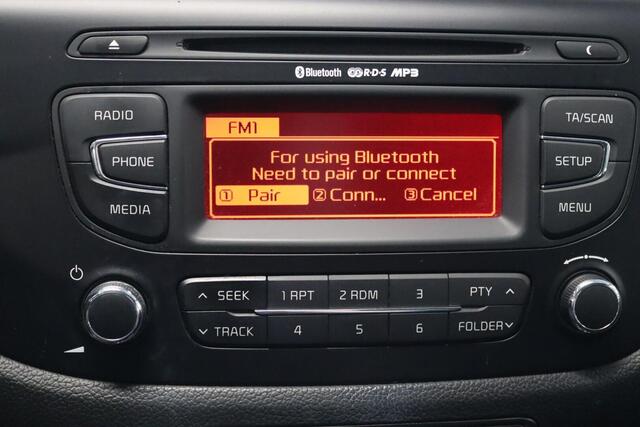 Bluetooth R·D·S MP3
RADIO
PHONE
MEDIA
FM1
For using Bluetooth
Need to pair or connect
1 Pair 2 Conn... 3 Cancel
TA/SCAN
SETUP
MENU
SEEK 1 RPT 2 RDM 3 PTY
TRACK 4 5 6 FOLDER